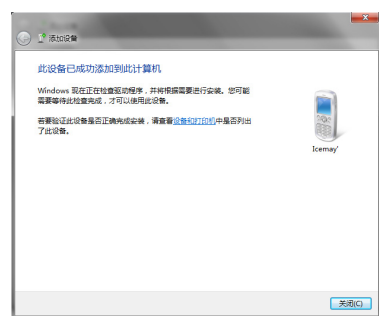 添加设备
此设备已成功添加到此计算机
Windows 现在正在检查驱动程序，并将根据需要进行安装。您可能
需要等待此检查完成，才可以使用此设备。
若要验证此设备是否正确完成安装，请查看设备和打印机中是否列出
了此设备。
Icemay'
关闭(C)